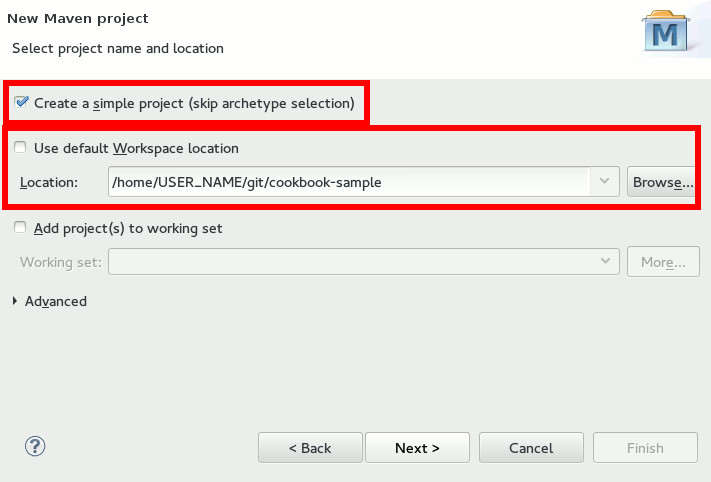 New Maven project
Select project name and location
M
Create a simple project (skip archetype selection)
Use default Workspace location
Location: /home/USER_NAME/git/cookbook-sample Browse...
Add project(s) to working set
Working set: More...
Advanced
? < Back Next > Cancel Finish